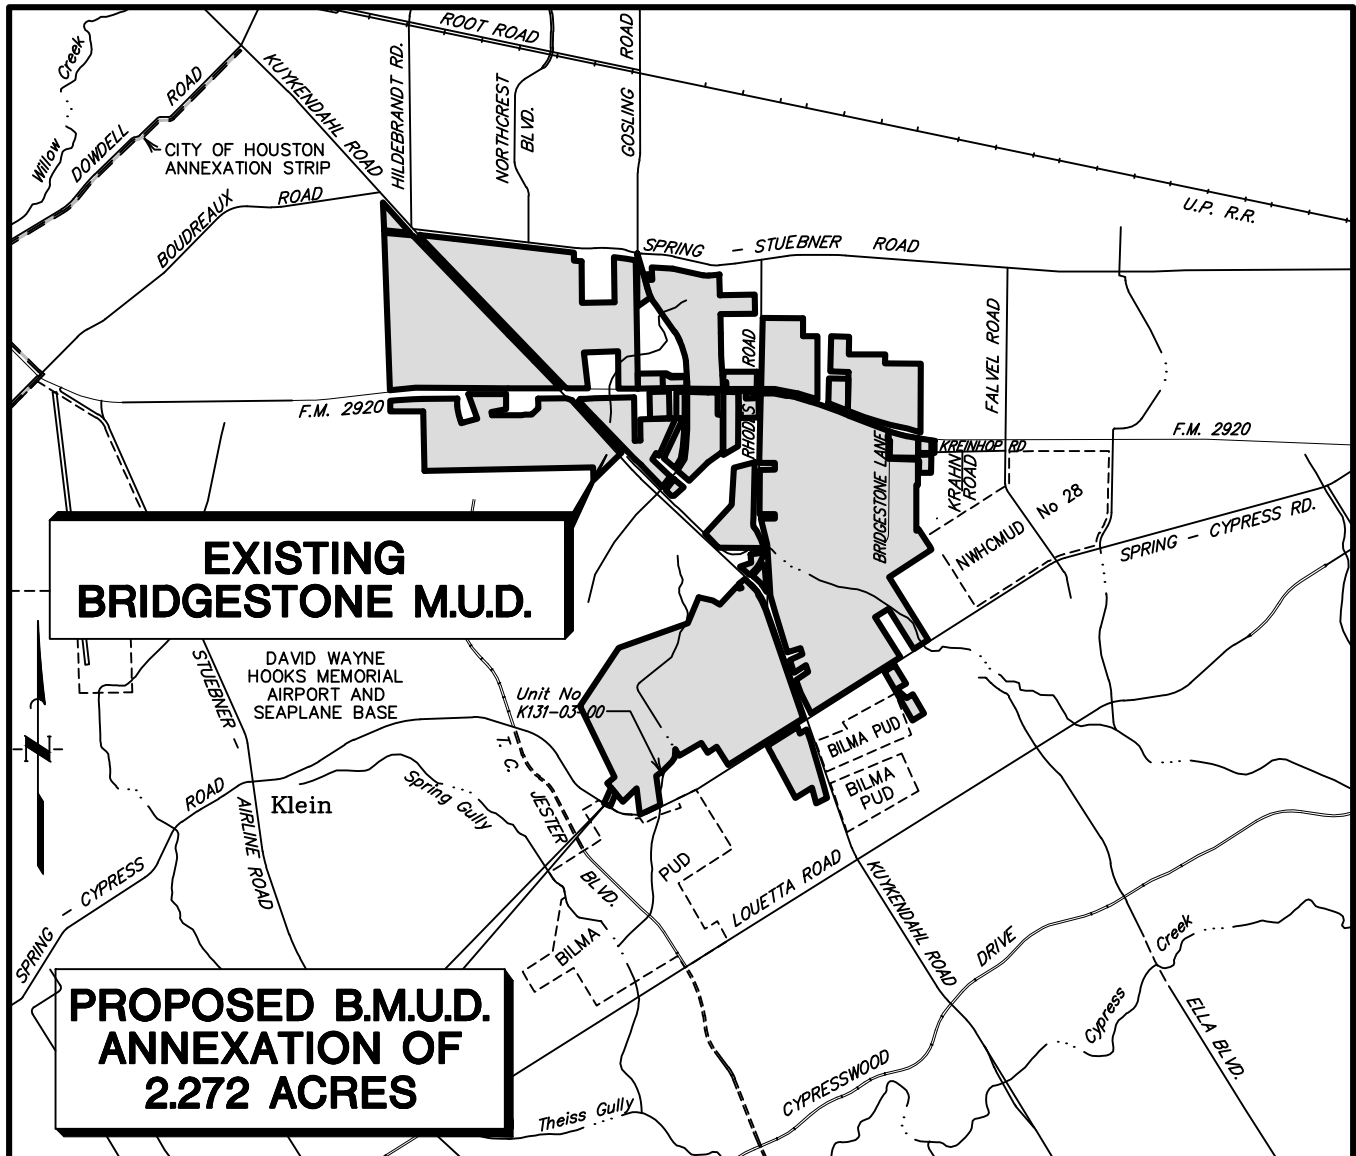 ROOT ROAD
Creek
Willow
DOWDELL
ROAD
KUYKENDAHL ROAD
HILDEBRANDT RD.
NORTHCREST
BLVD.
GOSLING ROAD
CITY OF HOUSTON
ANNEXATION STRIP
BOUDREAUX
ROAD
U.P. R.R.
SPRING - STUEBNER ROAD
FALVEL ROAD
RHODES ROAD
F.M. 2920
F.M. 2920
BRIDGESTONE LANE
KREINHOP RD
KRAHN
ROAD
NWHCMUD No 28
SPRING - CYPRESS RD.
EXISTING
BRIDGESTONE M.U.D.
STUEBNER -
AIRLINE ROAD
DAVID WAYNE
HOOKS MEMORIAL
AIRPORT AND
SEAPLANE BASE
Unit No
K131-03-00
T. C.
JESTER
BLVD.
BILMA PUD
BILMA
PUD
Klein
Spring Gully
SPRING - CYPRESS
ROAD
PUD
BILMA
LOUETTA ROAD
KUYKENDAHL ROAD
DRIVE
CYPRESSWOOD
Creek
Cypress
ELLA BLVD.
PROPOSED B.M.U.D.
ANNEXATION OF
2.272 ACRES
Theiss Gully
N